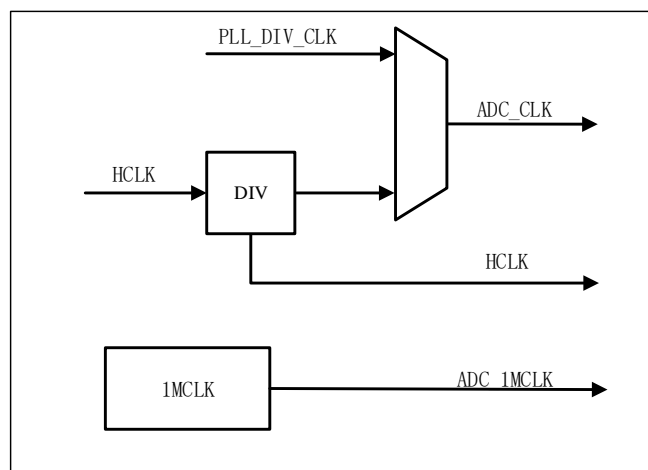 PLL_DIV_CLK
ADC_CLK
HCLK
DIV
HCLK
1MCLK
ADC_1MCLK